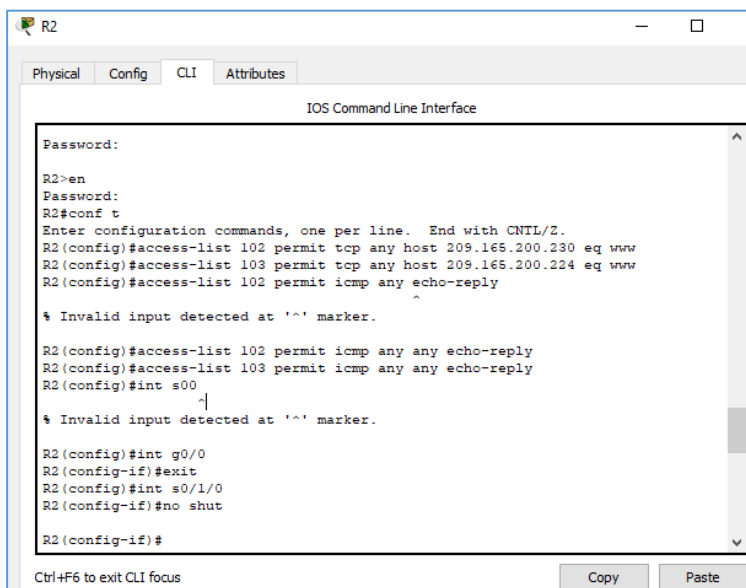 R2
Physical Config CLI Attributes
IOS Command Line Interface
Password:
R2>en
Password:
R2#conf t
Enter configuration commands, one per line.  End with CNTL/Z.
R2(config)#access-list 102 permit tcp any host 209.165.200.230 eq www
R2(config)#access-list 103 permit tcp any host 209.165.200.224 eq www
R2(config)#access-list 102 permit icmp any echo-reply
^
% Invalid input detected at '^' marker.
R2(config)#access-list 102 permit icmp any any echo-reply
R2(config)#access-list 103 permit icmp any any echo-reply
R2(config)#int s00
^
% Invalid input detected at '^' marker.
R2(config)#int g0/0
R2(config-if)#exit
R2(config)#int s0/1/0
R2(config-if)#no shut
R2(config-if)#
Ctrl+F6 to exit CLI focus Copy Paste